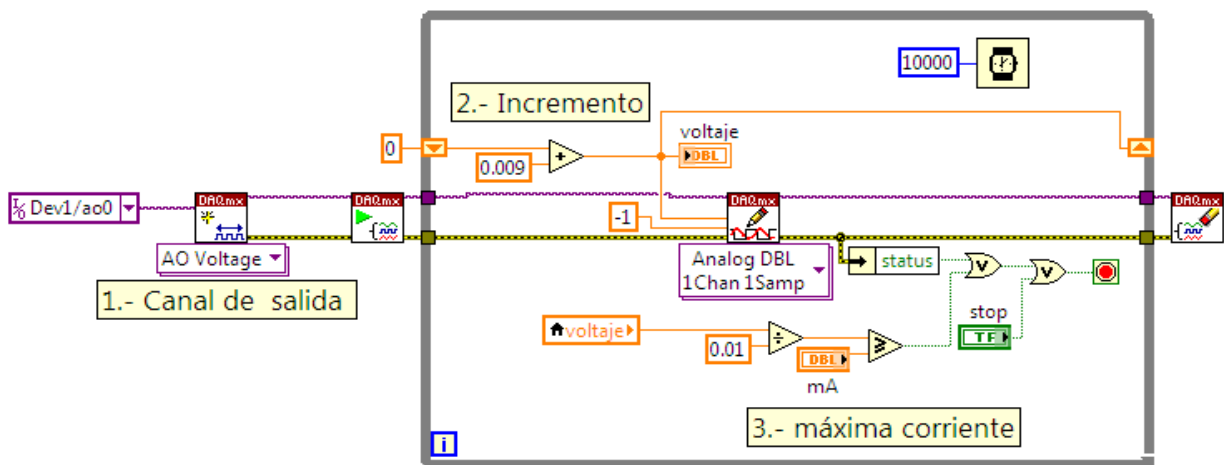 10000
2.- Incremento
voltaje
0
DBL
0.009
DAQmx
DAQmx
DAQmx
DAQmx
I/O Dev1/ao0
-1
AO Voltage
Analog DBL
1Chan 1Samp
status
1.- Canal de salida
stop
TF
voltaje
0.01
DBL
mA
3.- máxima corriente
i